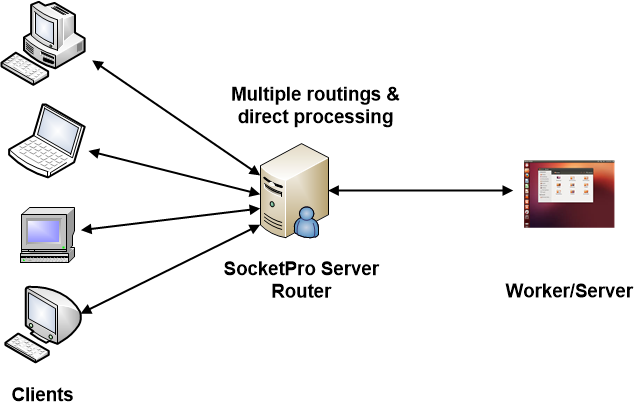 Multiple routings &
direct processing
SocketPro Server
Router
Worker/Server
Clients